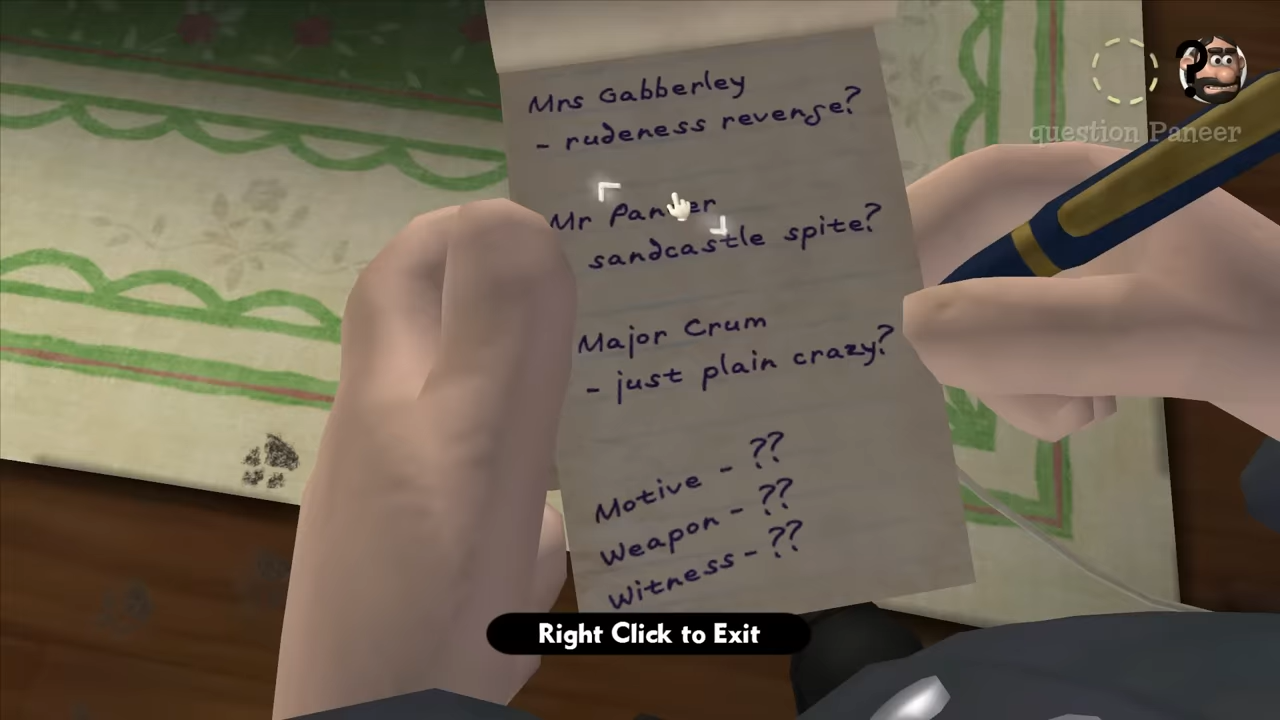 Mrs Gabberley
- rudeness revenge?
question Paneer
Mr Paneer
sandcastle spite?
Major Crum
- just plain crazy?
Motive - ??
Weapon - ??
Witness - ??
Right Click to Exit